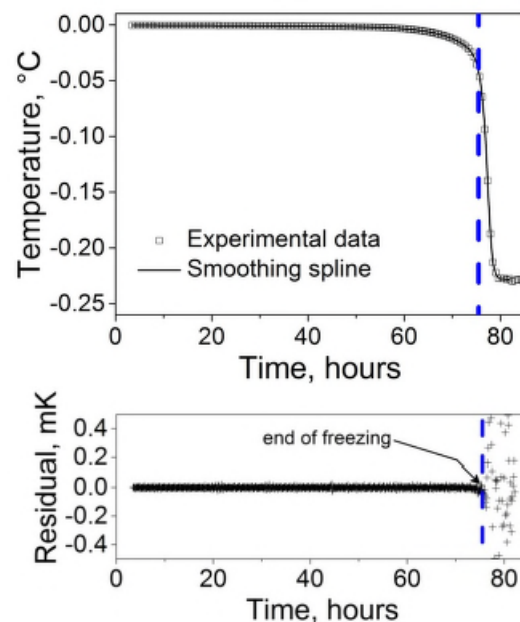 0.00
-0.05
-0.10
-0.15
-0.20
-0.25
Temperature, °C
Experimental data
Smoothing spline
0 20 40 60 80
Time, hours
0.4
0.2
0.0
-0.2
-0.4
Residual, mK
end of freezing
0 20 40 60 80
Time, hours